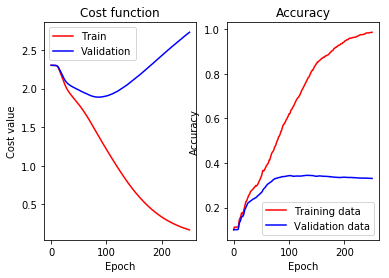 Cost function
Train
Validation
2.5
2.0
1.5
1.0
0.5
Cost value
0
200
Epoch
Accuracy
1.0
0.8
0.6
0.4
0.2
Accuracy
Training data
Validation data
0
200
Epoch